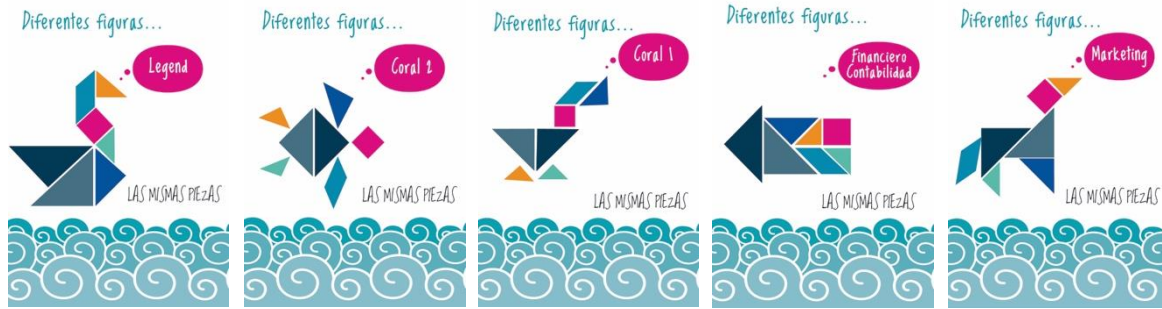 Diferentes figuras...
Legend
LAS MISMAS PIEZAS
Diferentes figuras...
Coral 2
LAS MISMAS PIEZAS
Diferentes figuras...
Coral 1
LAS MISMAS PIEZAS
Diferentes figuras...
Financiero
Contabilidad
LAS MISMAS PIEZAS
Diferentes figuras...
Marketing
LAS MISMAS PIEZAS